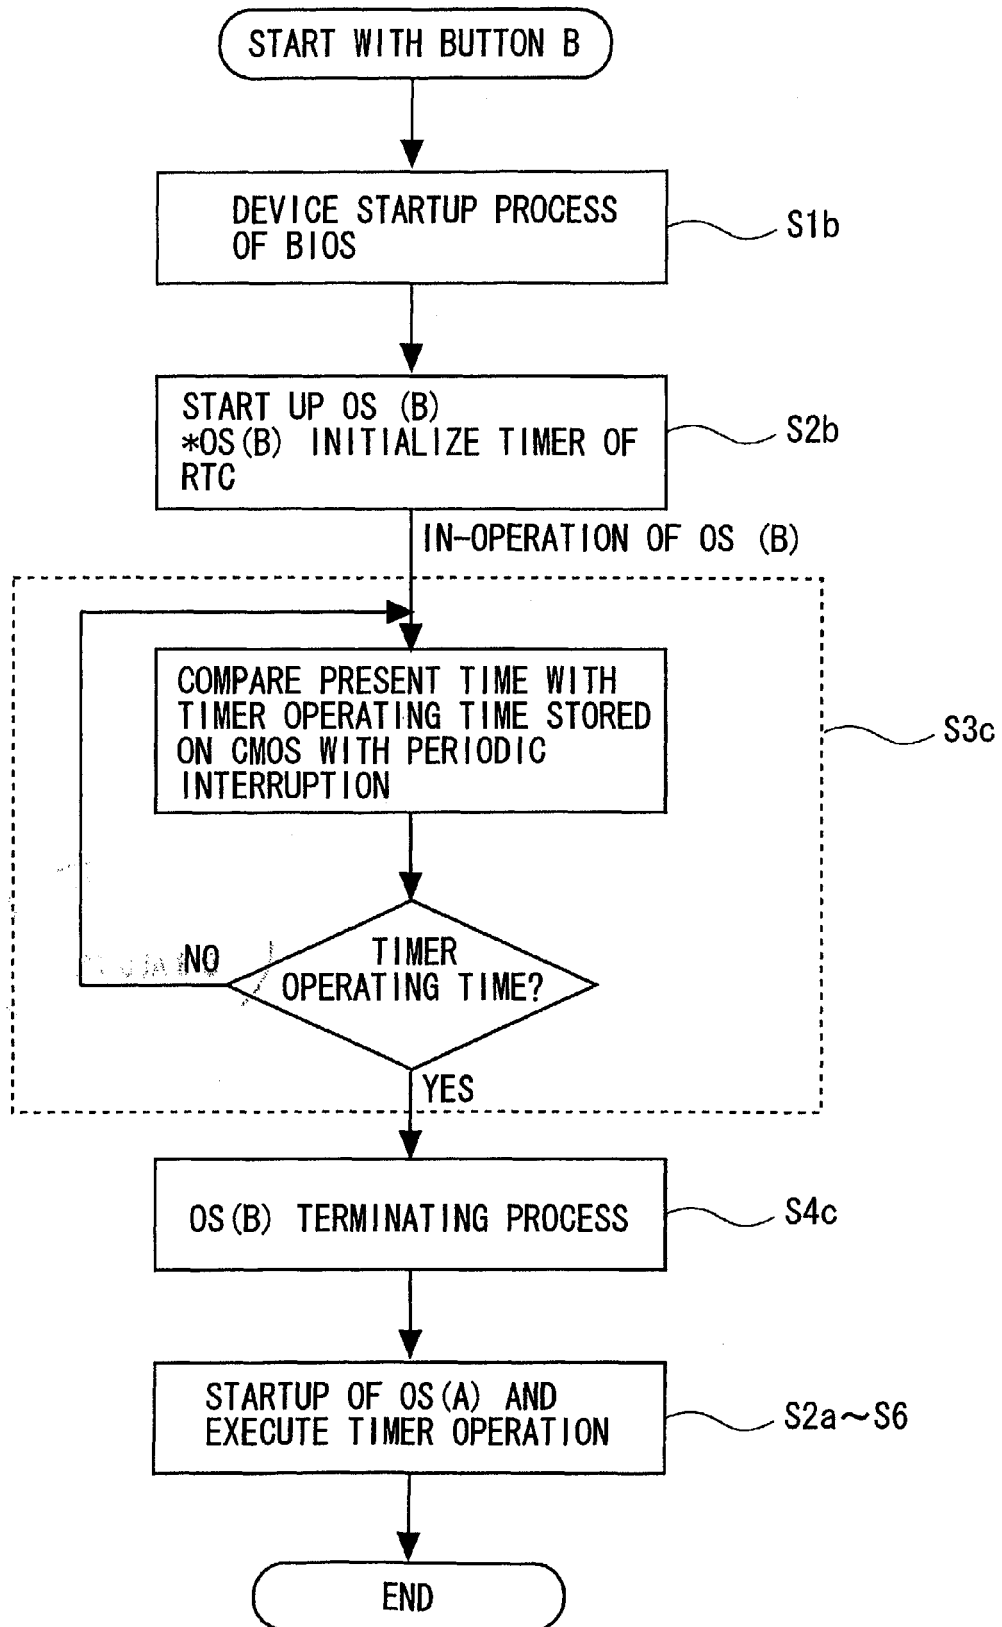 START WITH BUTTON B
DEVICE STARTUP PROCESS
OF BIOS
S1b
START UP OS (B)
*OS(B) INITIALIZE TIMER OF
RTC
S2b
IN-OPERATION OF OS (B)
COMPARE PRESENT TIME WITH
TIMER OPERATING TIME STORED
ON CMOS WITH PERIODIC
INTERRUPTION
S3c
TIMER
OPERATING TIME?
NO
YES
OS(B) TERMINATING PROCESS
S4c
STARTUP OF OS(A) AND
EXECUTE TIMER OPERATION
S2a~S6
END